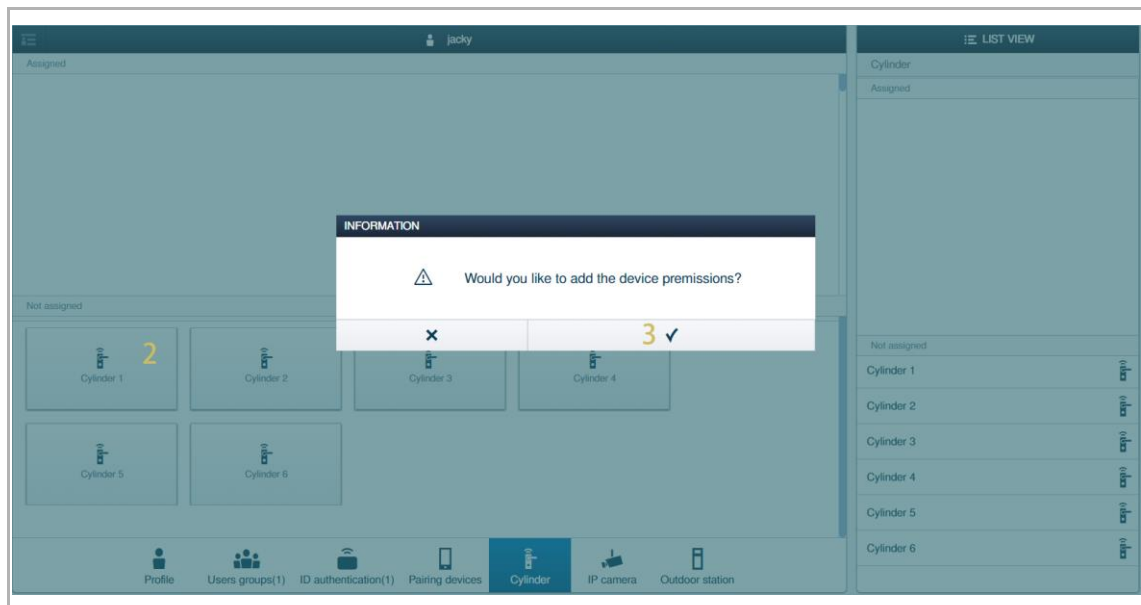 jacky
Assigned
INFORMATION
Would you like to add the device premissions?
3
Not assigned
2
Cylinder 1
Cylinder 2
Cylinder 3
Cylinder 4
Cylinder 5
Cylinder 6
Profile
Users groups(1)
ID authentication(1)
Pairing devices
Cylinder
IP camera
Outdoor station
LIST VIEW
Cylinder
Assigned
Not assigned
Cylinder 1
Cylinder 2
Cylinder 3
Cylinder 4
Cylinder 5
Cylinder 6